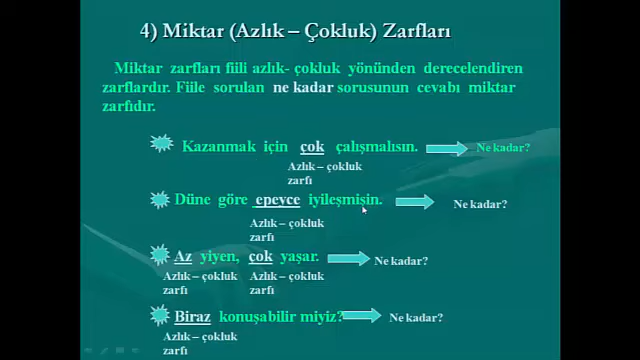 4) Miktar (Azlık – Çokluk) Zarfları
Miktar zarfları fiili azlık- çokluk yönünden derecelendiren
zarflardır. Fiile sorulan ne kadar sorusunun cevabı miktar
zarfıdır.
Kazanmak için çok çalışmalısın. Ne kadar?
Azlık – çokluk
zarfı
Düne göre epeyce iyileşmişin. Ne kadar?
Azlık – çokluk
zarfı
Az yiyen, çok yaşar. Ne kadar?
Azlık – çokluk Azlık – çokluk
zarfı zarfı
Biraz konuşabilir miyiz? Ne kadar?
Azlık – çokluk
zarfı